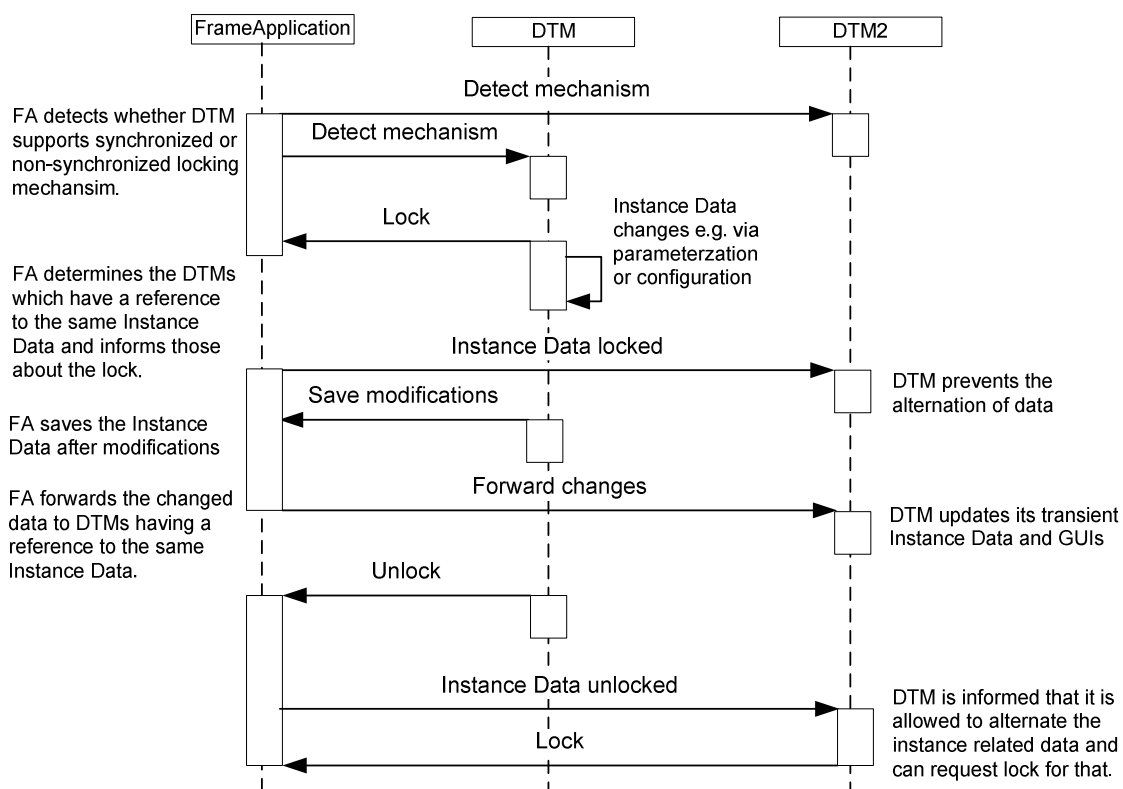 FrameApplication
DTM
DTM2
Detect mechanism
FA detects whether DTM
supports synchronized or
non-synchronized locking
mechansim.
Detect mechanism
Lock
Instance Data
changes e.g. via
parameterzation
or configuration
FA determines the DTMs
which have a reference
to the same Instance
Data and informs those
about the lock.
Instance Data locked
DTM prevents the
alternation of data
Save modifications
FA saves the Instance
Data after modifications
Forward changes
FA forwards the changed
data to DTMs having a
reference to the same
Instance Data.
DTM updates its transient
Instance Data and GUIs
Unlock
Instance Data unlocked
DTM is informed that it is
allowed to alternate the
instance related data and
can request lock for that.
Lock